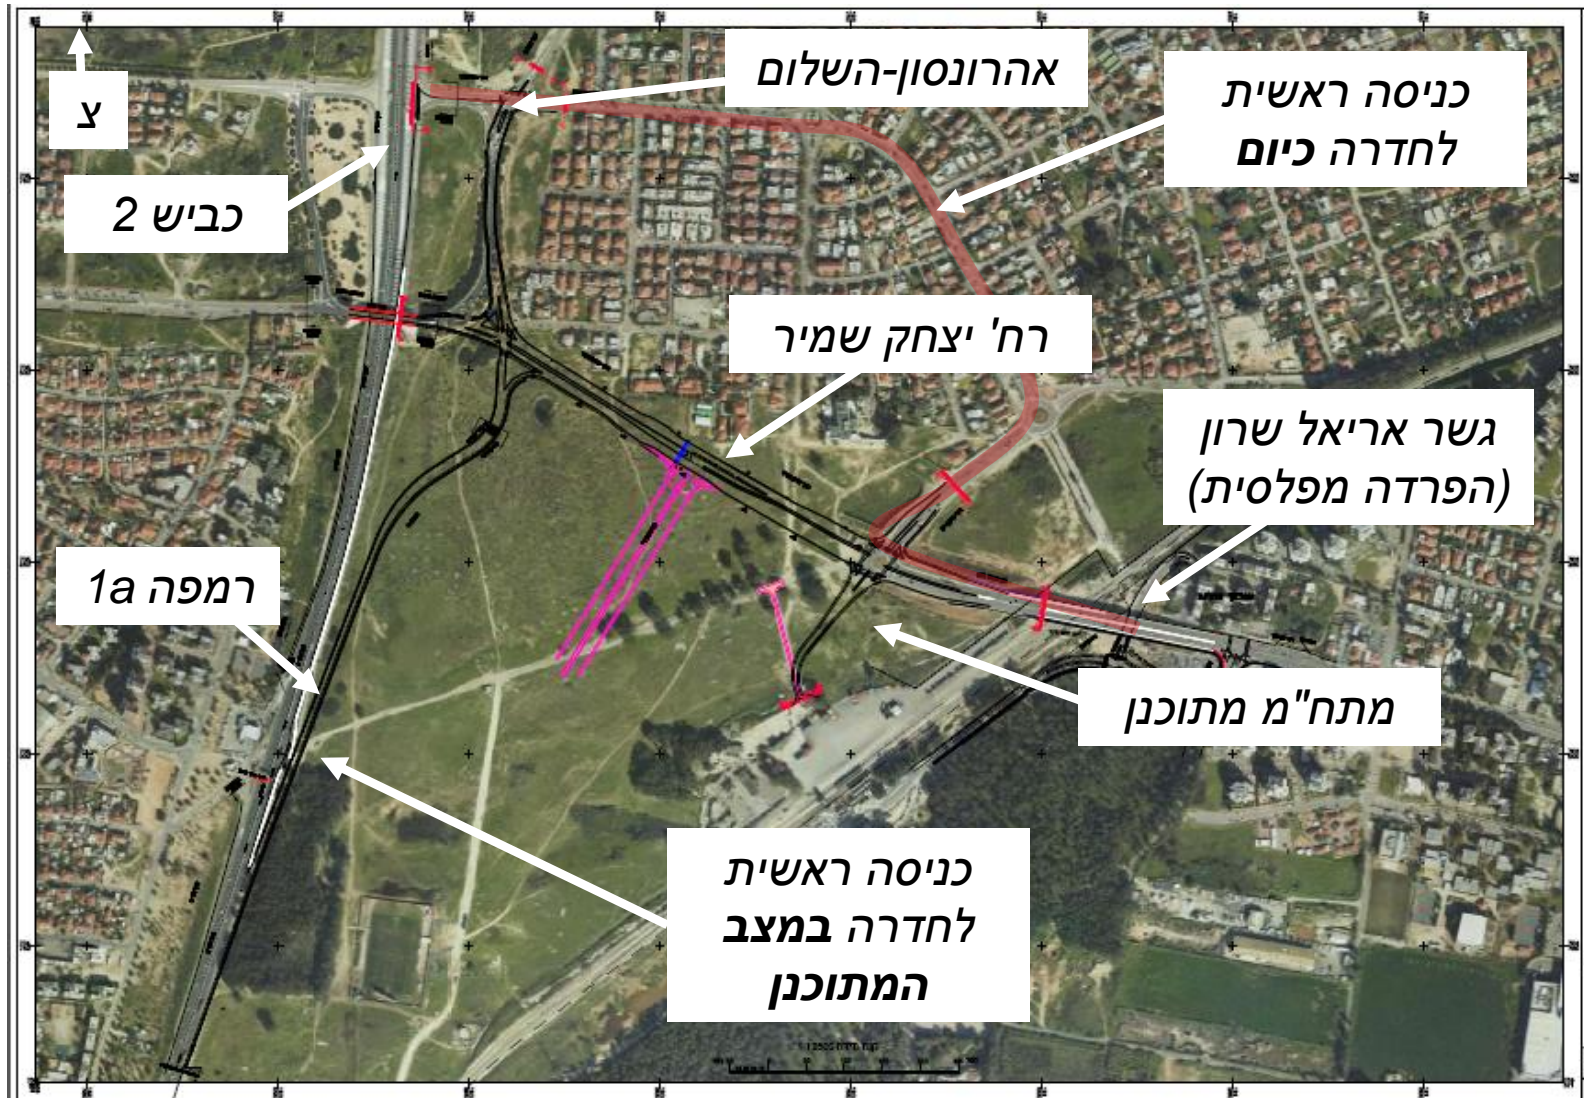 צ
אהרונסון-השלום
כניסה ראשית
לחדרה כיום
כביש 2
רח' יצחק שמיר
גשר אריאל שרון
(הפרדה מפלסית)
רמפה 1a
מתח"מ מתוכנן
כניסה ראשית
לחדרה במצב
המתוכנן